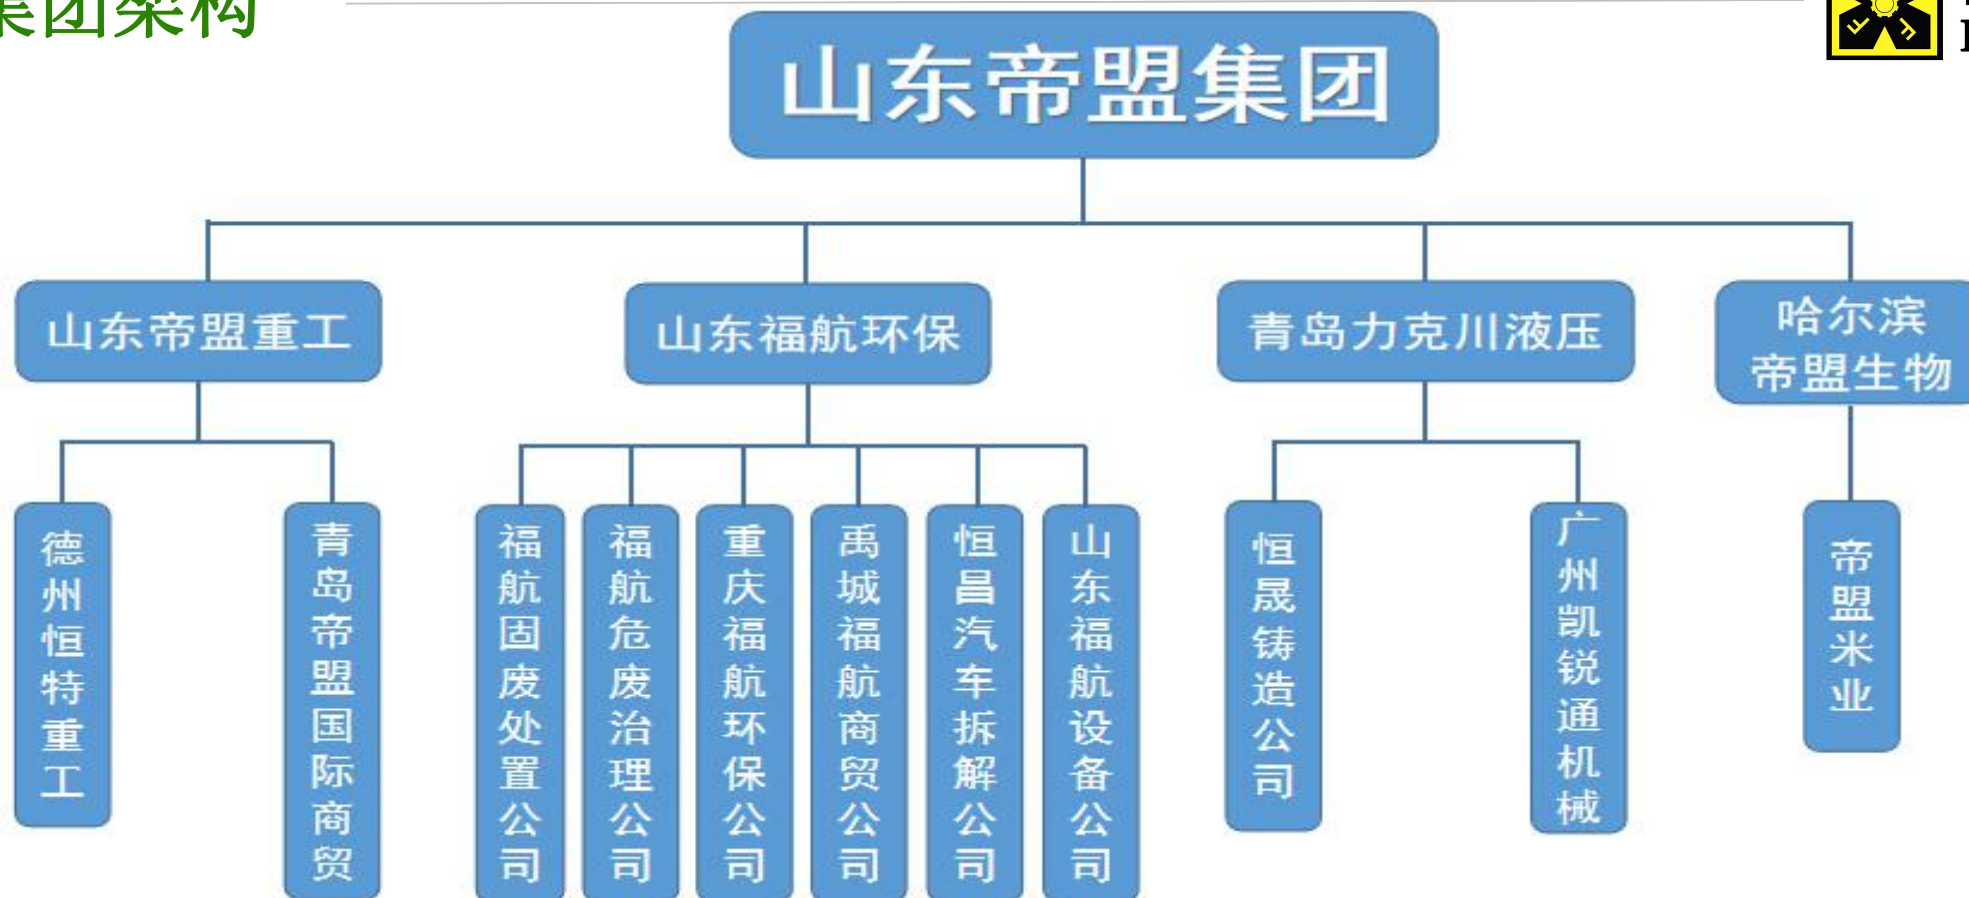 集团架构
山东帝盟集团
山东帝盟重工
山东福航环保
青岛力克川液压
哈尔滨
帝盟生物
德州恒特重工
青岛帝盟国际商贸
福航固废处置公司
福航危废治理公司
重庆福航环保公司
禹城福航商贸公司
恒昌汽车拆解公司
山东福航设备公司
恒晟铸造公司
广州凯锐通机械
帝盟米业